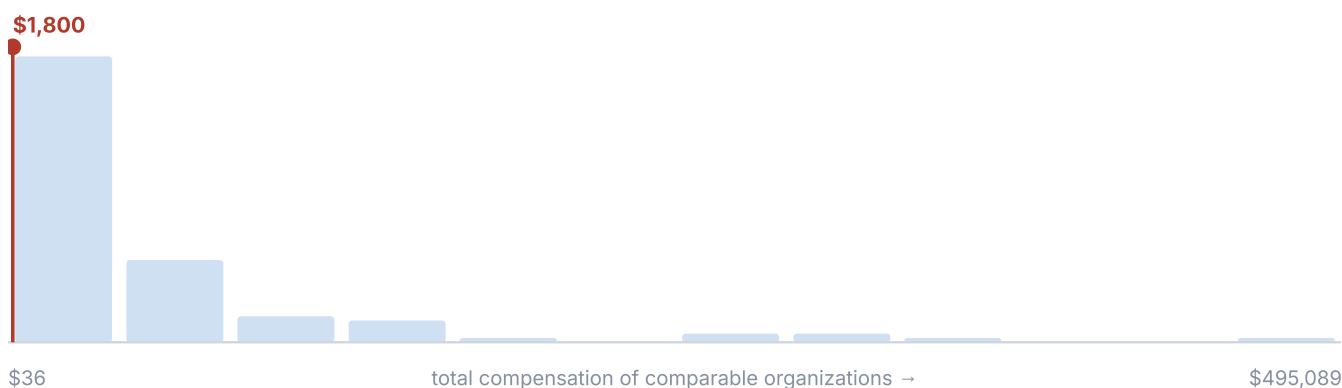 $1,800
$36 total compensation of comparable organizations → $495,089